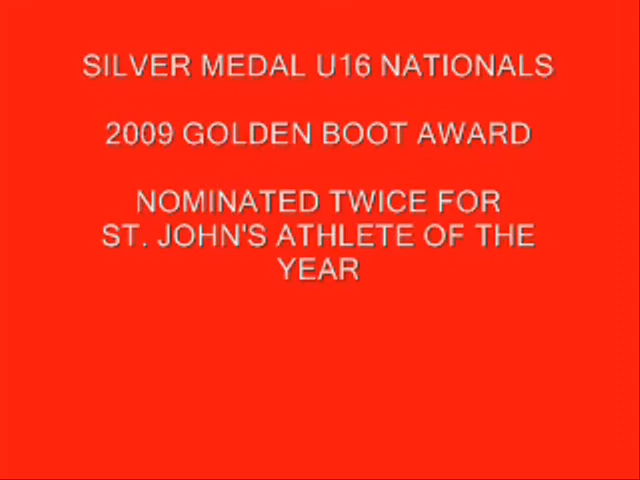 SILVER MEDAL U16 NATIONALS
2009 GOLDEN BOOT AWARD
NOMINATED TWICE FOR
ST. JOHN'S ATHLETE OF THE
YEAR